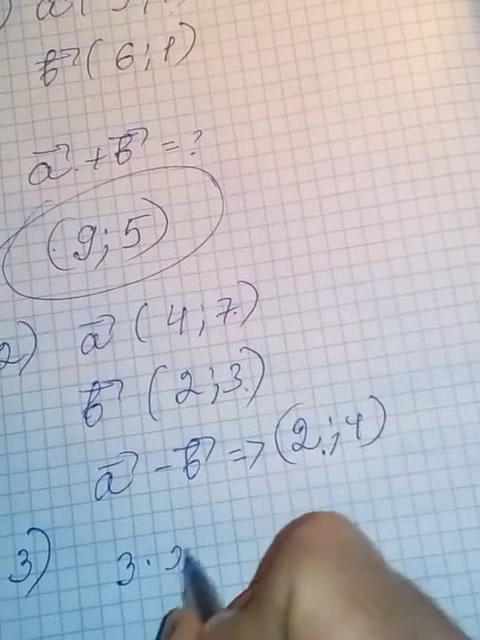 b⃗ (6;1)
a⃗ + b⃗ = ?
(9;5)
2) a⃗ (4;7)
b⃗ (2;3)
a⃗ - b⃗ => (2;4)
3) 3 ·